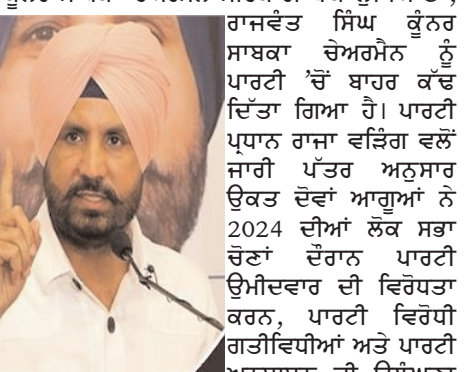 ਰਾਜਵੰਤ ਸਿੰਘ ਕੂੰਨਰ
ਸਾਬਕਾ ਚੇਅਰਮੈਨ ਨੂੰ
ਪਾਰਟੀ ’ਚੋਂ ਬਾਹਰ ਕੱਢ
ਦਿੱਤਾ ਗਿਆ ਹੈ। ਪਾਰਟੀ
ਪ੍ਰਧਾਨ ਰਾਜਾ ਵੜਿੰਗ ਵਲੋਂ
ਜਾਰੀ ਪੱਤਰ ਅਨੁਸਾਰ
ਉਕਤ ਦੋਵਾਂ ਆਗੂਆਂ ਨੇ
2024 ਦੀਆਂ ਲੋਕ ਸਭਾ
ਚੋਣਾਂ ਦੌਰਾਨ ਪਾਰਟੀ
ਉਮੀਦਵਾਰ ਦੀ ਵਿਰੋਧਤਾ
ਕਰਨ, ਪਾਰਟੀ ਵਿਰੋਧੀ
ਗਤੀਵਿਧੀਆਂ ਅਤੇ ਪਾਰਟੀ